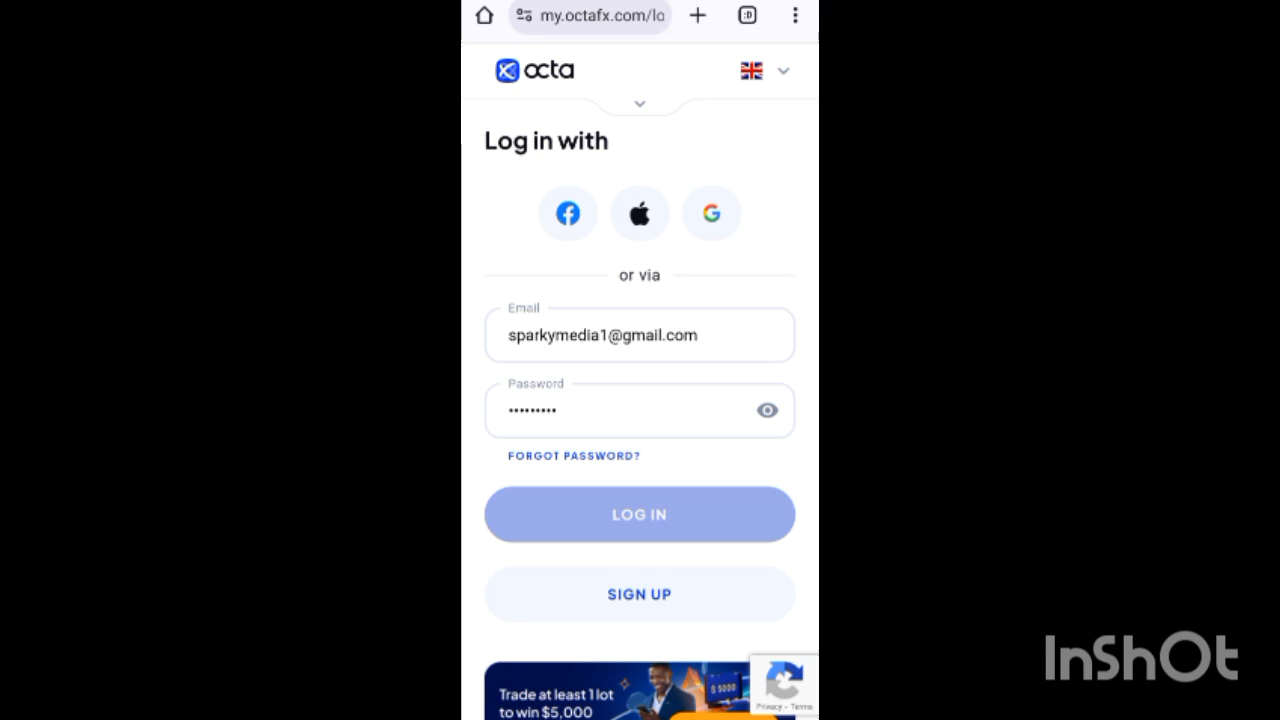 :D
my.octafx.com/lo
octa
Log in with
or via
Email
sparkymedia1@gmail.com
Password
•••••••••
FORGOT PASSWORD?
LOG IN
SIGN UP
Trade at least 1 lot
to win $5,000
$ 5000
Privacy - Terms
InShOt